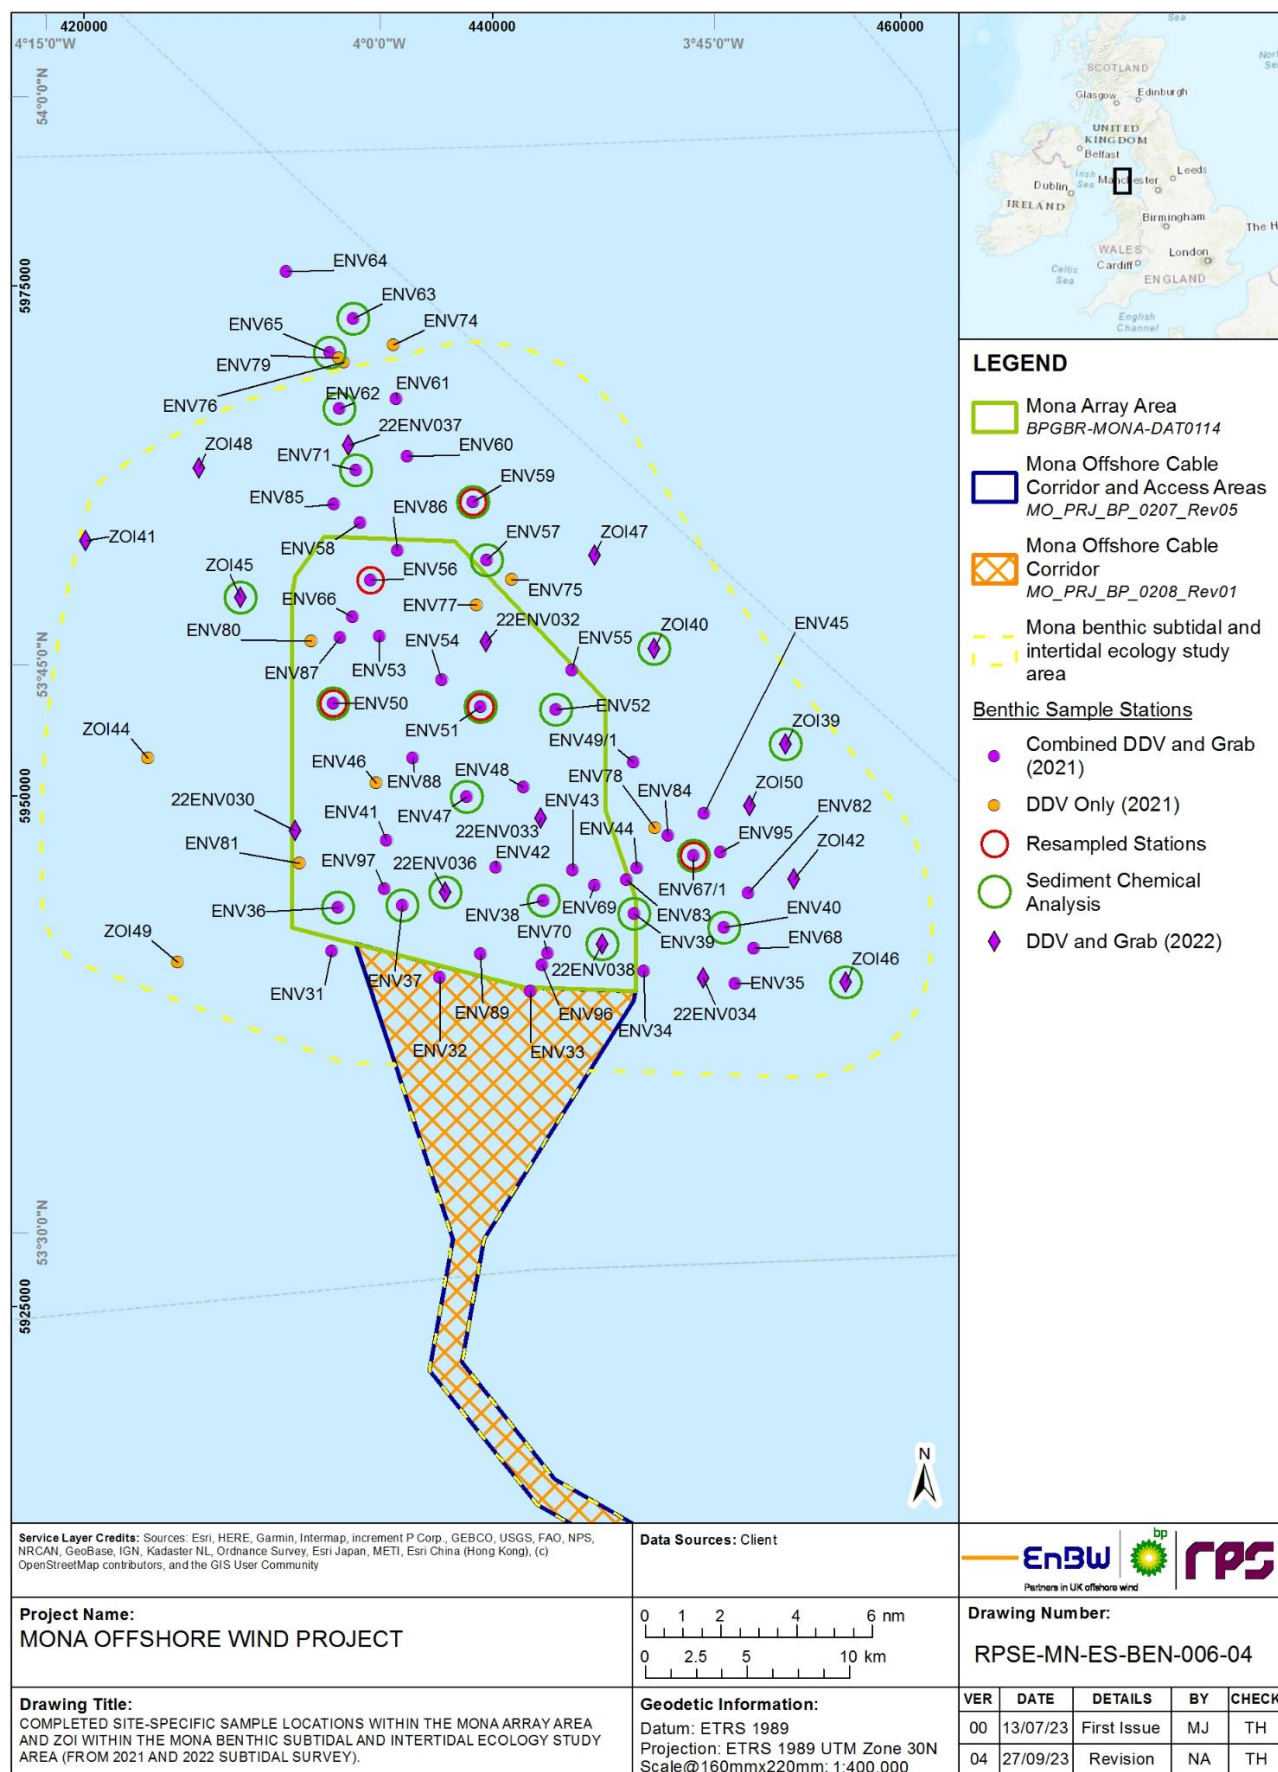 420000
440000
460000
4°15'0"W
4°0'0"W
3°45'0"W
54°0'0"N
5975000
53°45'0"N
5950000
53°30'0"N
5925000
ENV64
ENV63
ENV65
ENV74
ENV79
ENV76
ENV62
ENV61
22ENV037
ZOI48
ENV60
ENV71
ENV59
ENV85
ENV86
ZOI41
ENV58
ENV57
ZOI47
ZOI45
ENV56
ENV75
ENV66
ENV77
22ENV032
ENV45
ENV80
ENV54
ENV55
ZOI40
ENV87
ENV53
ENV50
ENV52
ZOI39
ZOI44
ENV51
ENV49/1
ENV46
ENV88
ENV48
ENV78
ZOI50
22ENV030
ENV41
ENV47
ENV43
ENV84
ENV82
22ENV033
ENV44
ENV95
ENV81
ENV97
22ENV036
ENV42
ZOI42
ENV67/1
ENV36
ENV38
ENV69
ENV83
ENV40
ZOI49
ENV70
ENV39
ENV68
ENV31
ENV37
22ENV038
ZOI46
ENV89
ENV96
ENV34
22ENV034
ENV35
ENV32
ENV33
N
SCOTLAND
North
Sea
Glasgow
Edinburgh
UNITED
KINGDOM
Belfast
Irish
Sea
Manchester
Leeds
Dublin
IRELAND
Birmingham
The H
WALES
London
Cardiff
Celtic
Sea
ENGLAND
English
Channel
LEGEND
Mona Array Area
BPGBR-MONA-DAT0114
Mona Offshore Cable
Corridor and Access Areas
MO_PRJ_BP_0207_Rev05
Mona Offshore Cable
Corridor
MO_PRJ_BP_0208_Rev01
Mona benthic subtidal and
intertidal ecology study
area
Benthic Sample Stations
Combined DDV and Grab
(2021)
DDV Only (2021)
Resampled Stations
Sediment Chemical
Analysis
DDV and Grab (2022)
Service Layer Credits: Sources: Esri, HERE, Garmin, Intermap, increment P Corp., GEBCO, USGS, FAO, NPS,
NRCAN, GeoBase, IGN, Kadaster NL, Ordnance Survey, Esri Japan, METI, Esri China (Hong Kong), (c)
OpenStreetMap contributors, and the GIS User Community
Data Sources: Client
EnBW
bp
rps
Partners in UK offshore wind
Project Name:
MONA OFFSHORE WIND PROJECT
0 1 2 4 6 nm
0 2.5 5 10 km
Drawing Number:
RPSE-MN-ES-BEN-006-04
Drawing Title:
COMPLETED SITE-SPECIFIC SAMPLE LOCATIONS WITHIN THE MONA ARRAY AREA
AND ZOI WITHIN THE MONA BENTHIC SUBTIDAL AND INTERTIDAL ECOLOGY STUDY
AREA (FROM 2021 AND 2022 SUBTIDAL SURVEY).
Geodetic Information:
Datum: ETRS 1989
Projection: ETRS 1989 UTM Zone 30N
Scale@160mmx220mm: 1:400,000
VER DATE DETAILS BY CHECK
00 13/07/23 First Issue MJ TH
04 27/09/23 Revision NA TH